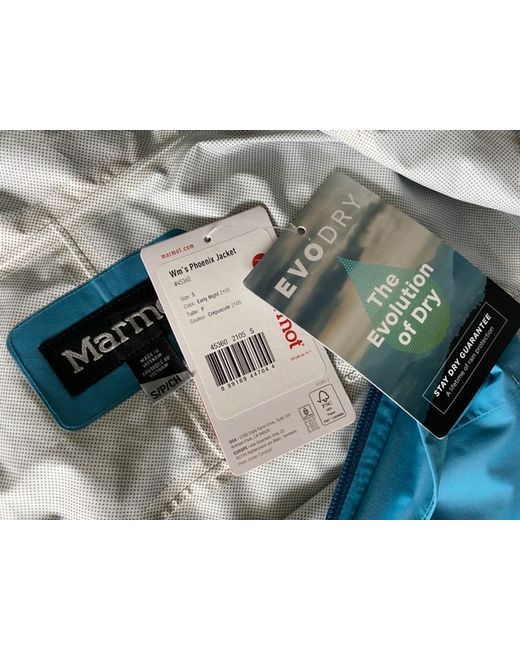 Marmot
MADE IN
VIETNAM
S/P/CH
marmot.com
Wm's Phoenix Jacket
#45360
Size: S
Color: Early Night 2105
Taille: P
Couleur: Crépuscule 2105
45360 2105 S
FSC
EVODRY
The
Evolution
of Dry
STAY DRY GUARANTEE
A lifetime of rain protection